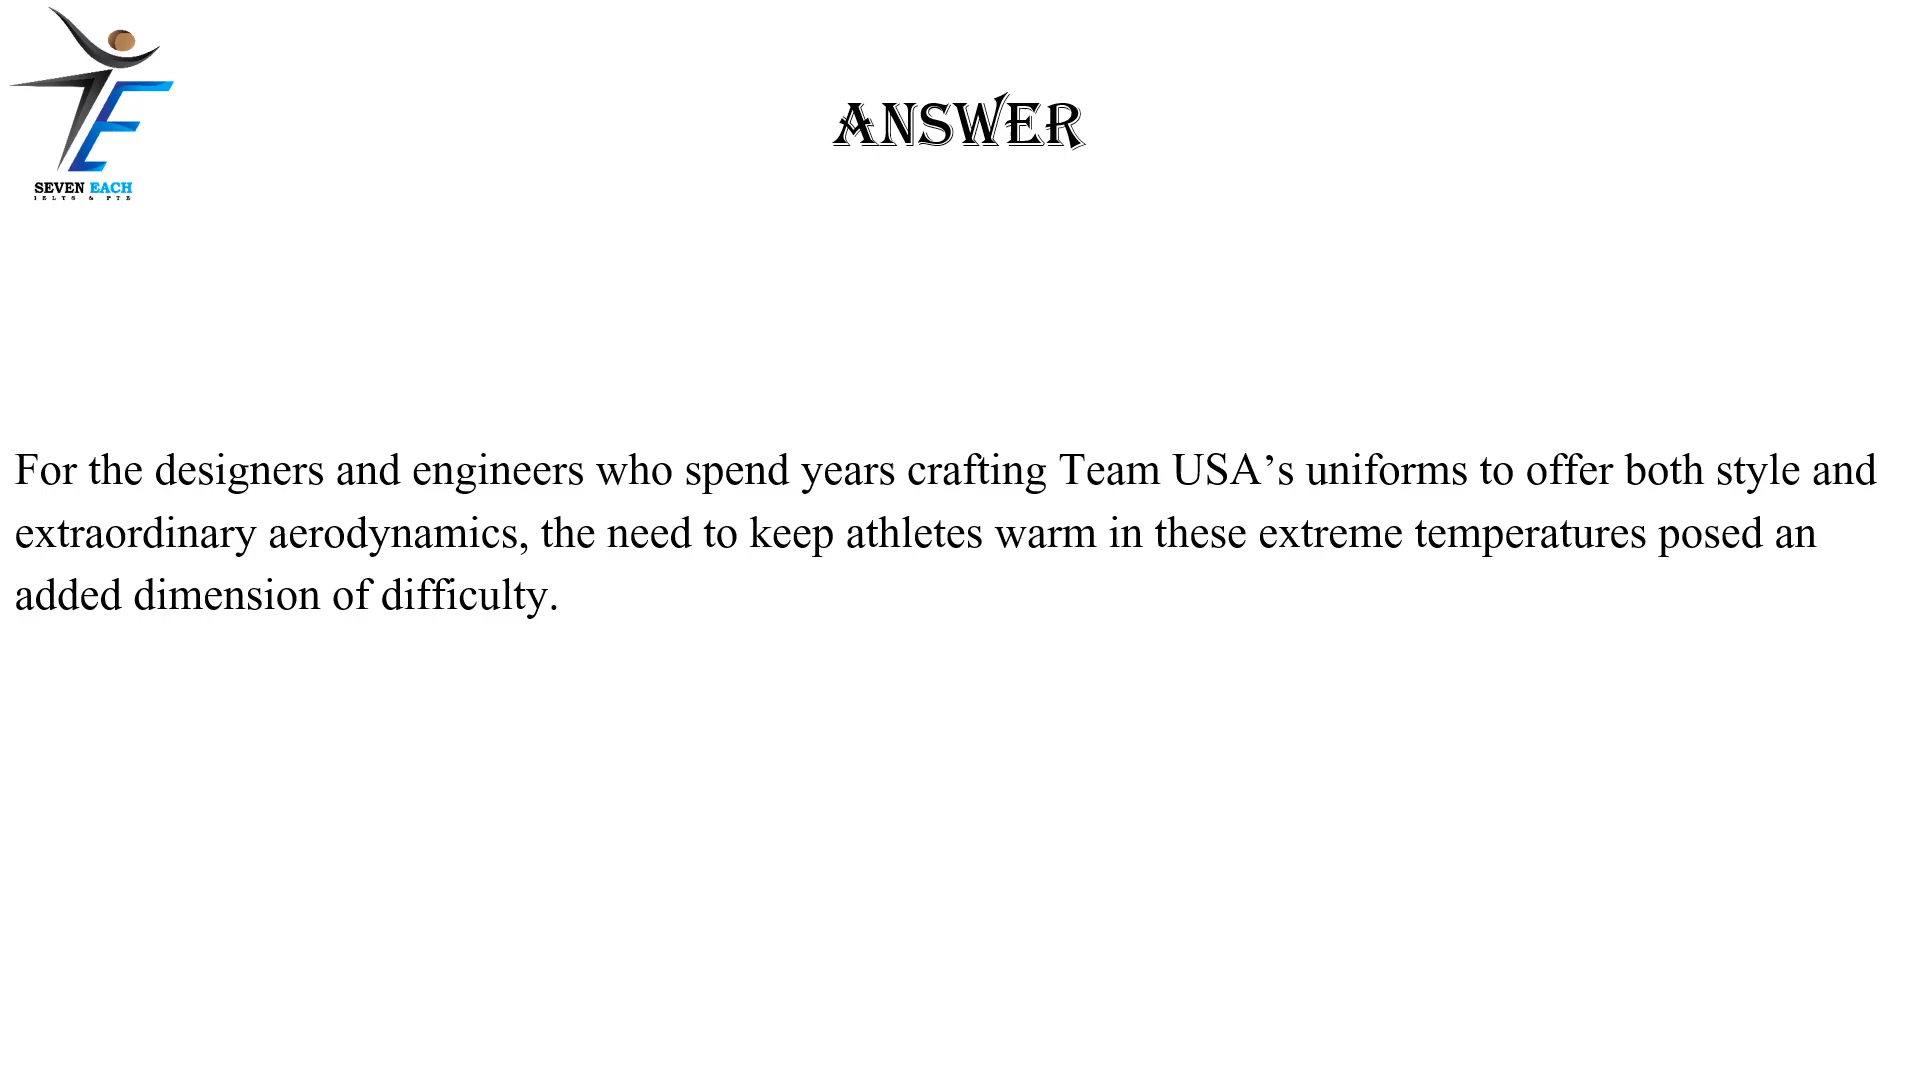 ANSWER
SEVEN EACH
IELTS & PTE
For the designers and engineers who spend years crafting Team USA’s uniforms to offer both style and
extraordinary aerodynamics, the need to keep athletes warm in these extreme temperatures posed an
added dimension of difficulty.